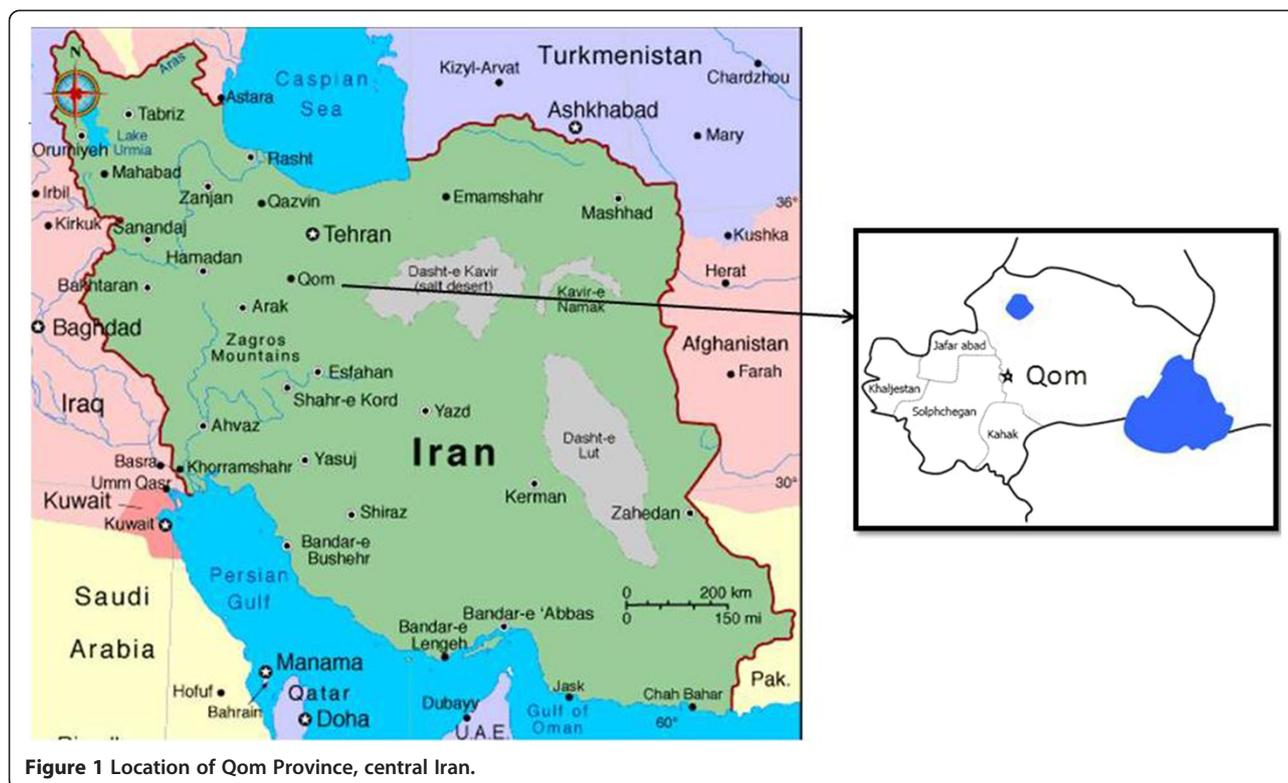 N
Aras
Caspian
Sea
Turkmenistan
Kizyl-Arvat
Chardzhou
Astara
Ashkhabad
Tabriz
Mary
Lake
Urmia
Orumiyeh
Rasht
Mahabad
Irbil
Zanjan
Qazvin
Emamshahr
Mashhad
36°
Kirkuk
Sanandaj
Tehran
Kushka
Hamadan
Dasht-e Kavir
(salt desert)
Herat
Bakhtaran
Qom
Kavir-e
Namak
Arak
Baghdad
Zagros
Mountains
Afghanistan
Esfahan
Farah
Shahr-e Kord
Iraq
Yazd
Ahvaz
Iran
Dasht-e
Lut
Basra
Khorramshahr
Yasuj
Umm Qasr
Kerman
30°
Kuwait
Kuwait
Shiraz
Zahedan
Bandar-e
Bushehr
Persian
Gulf
Saudi
Arabia
0 200 km
0 150 mi
Bandar-e 'Abbas
Bandar-e
Lengeh
Manama
Pak.
Hofuf
Qatar
Jask
Chah Bahar
Bahrain
Doha
Dubayy
Gulf of
Oman
60°
U.A.E.
Jafar abad
Khaljestan
Qom
Solphchegan
Kahak
Figure 1 Location of Qom Province, central Iran.